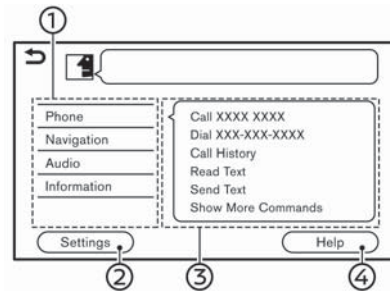 ①
Phone
Navigation
Audio
Information
Call XXXX XXXX
Dial XXX-XXX-XXXX
Call History
Read Text
Send Text
Show More Commands
Settings
Help
②
③
④